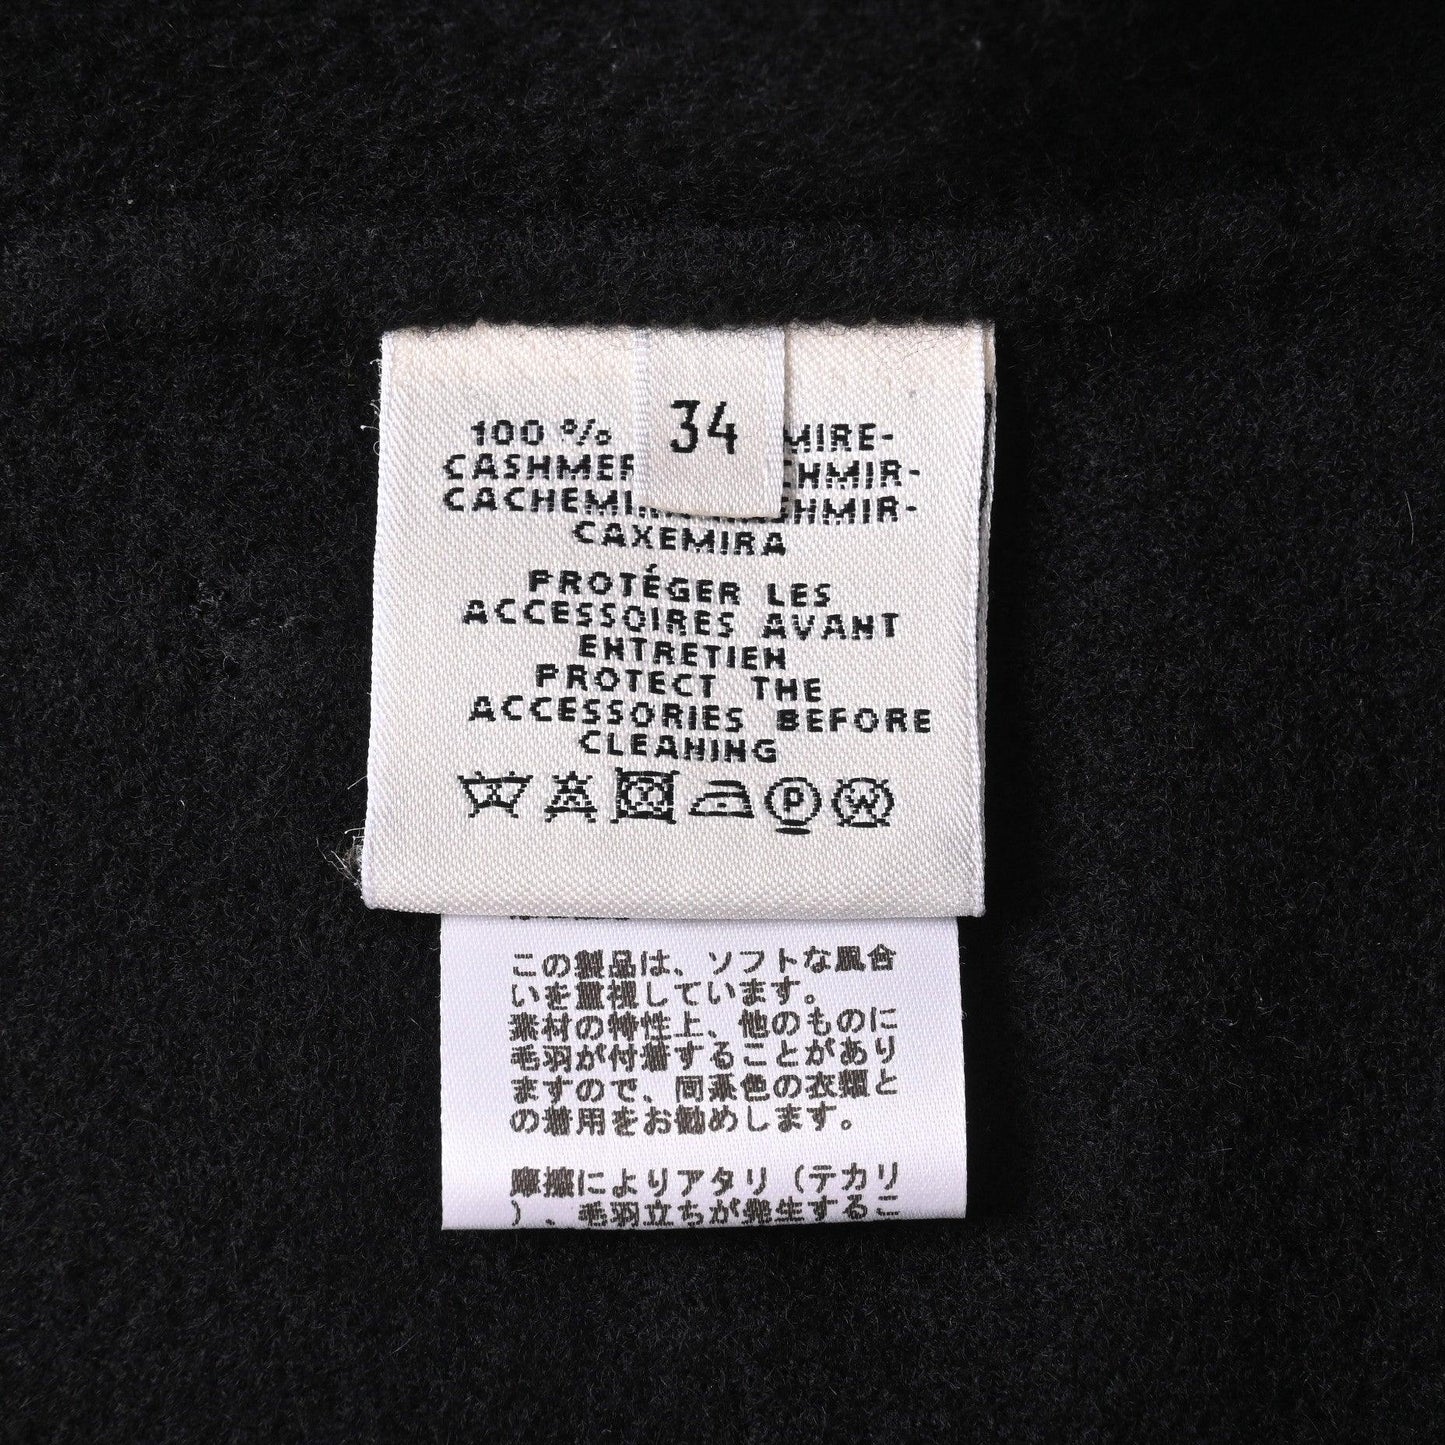 34
100 % MIRE-
CASHMER HMIR-
CACHEMIR SHMIR-
CAXEMIRA
PROTÉGER LES
ACCESSOIRES AVANT
ENTRETIEN
PROTECT THE
ACCESSORIES BEFORE
CLEANING
P W
この製品は、ソフトな風合
いを重視しています。
素材の特性上、他のものに
毛羽が付着することがあり
ますので、同系色の衣類と
の着用をお勧めします。
摩擦によりアタリ（テカリ
）、毛羽立ちが発生するこ